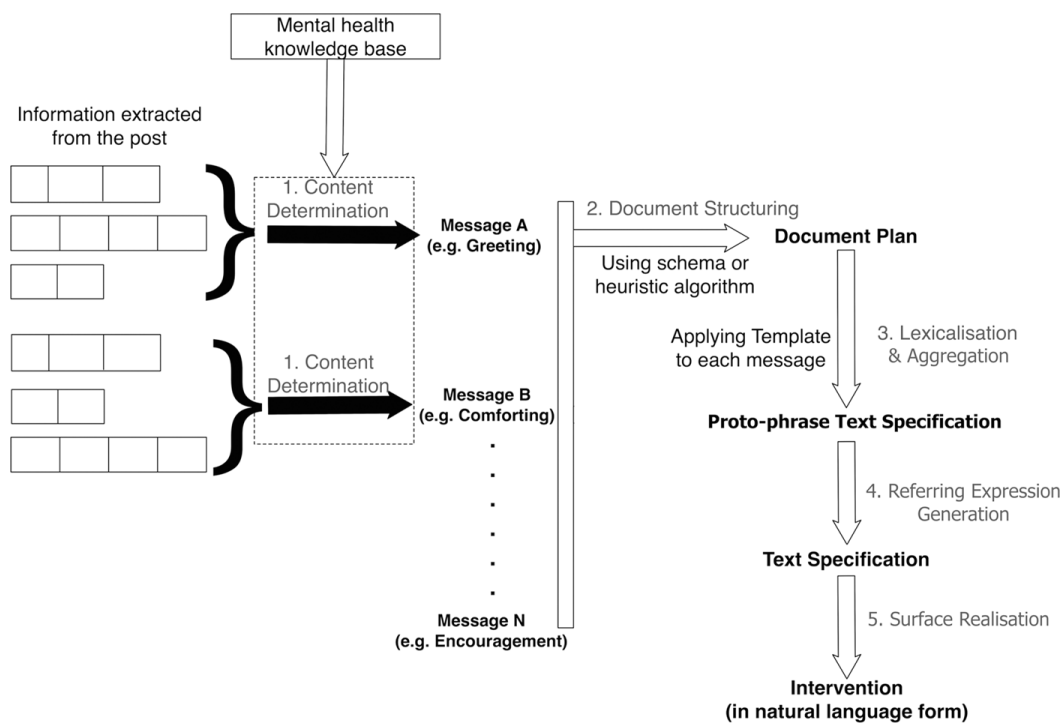 Mental health
knowledge base
Information extracted
from the post
1. Content
Determination
Message A
(e.g. Greeting)
1. Content
Determination
Message B
(e.g. Comforting)
Message N
(e.g. Encouragement)
2. Document Structuring
Using schema or
heuristic algorithm
Document Plan
Applying Template
to each message
3. Lexicalisation
& Aggregation
Proto-phrase Text Specification
4. Referring Expression
Generation
Text Specification
5. Surface Realisation
Intervention
(in natural language form)